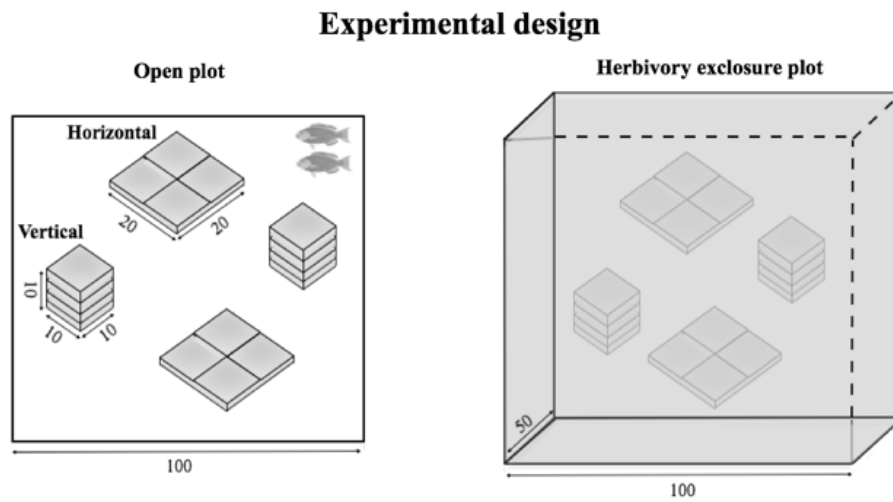 Experimental design
Open plot
Herbivory exclosure plot
Horizontal
20
20
Vertical
10
10
10
100
50
100